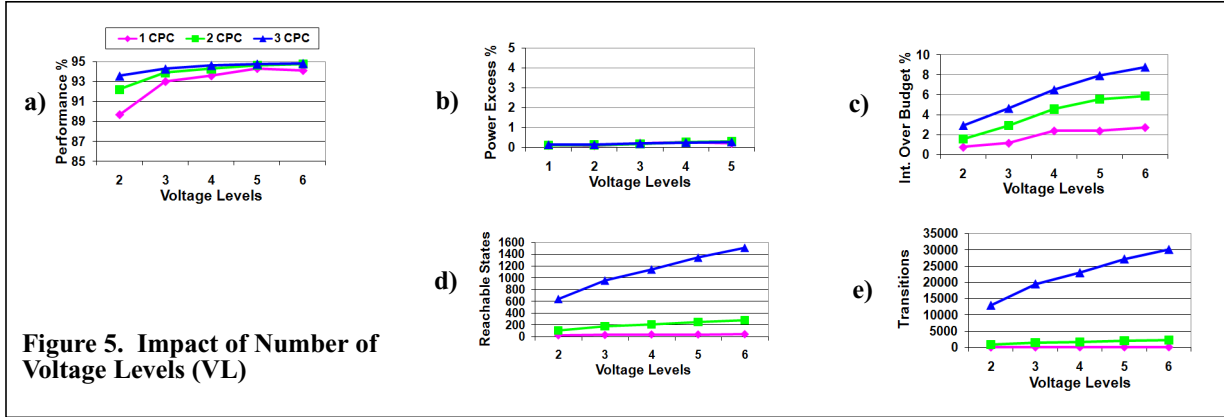 1 CPC 2 CPC 3 CPC
a)
Performance %
95
93
91
89
87
85
2 3 4 5 6
Voltage Levels
b)
Power Excess %
5
4
3
2
1
0
1 2 3 4 5
Voltage Levels
c)
Int. Over Budget %
10
8
6
4
2
0
2 3 4 5 6
Voltage Levels
d)
Reachable States
1600
1400
1200
1000
800
600
400
200
0
2 3 4 5 6
Voltage Levels
e)
Transitions
35000
30000
25000
20000
15000
10000
5000
0
2 3 4 5 6
Voltage Levels
Figure 5. Impact of Number of
Voltage Levels (VL)